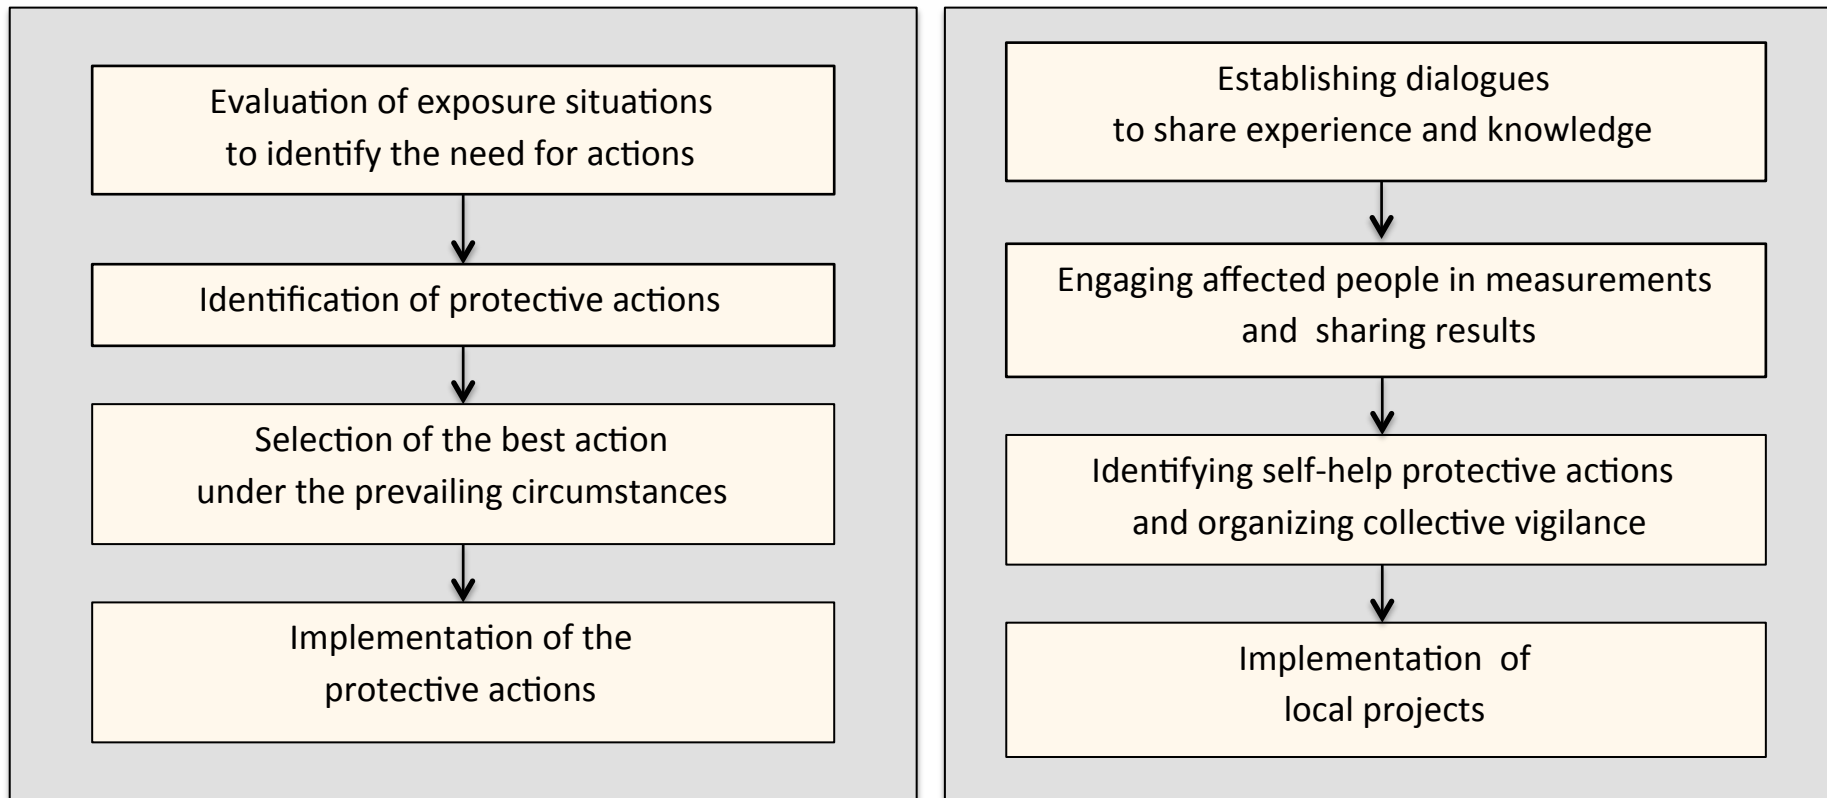 Evaluation of exposure situations
to identify the need for actions
Identification of protective actions
Selection of the best action
under the prevailing circumstances
Implementation of the
protective actions
Establishing dialogues
to share experience and knowledge
Engaging affected people in measurements
and  sharing results
Identifying self-help protective actions
and organizing collective vigilance
Implementation  of
local projects